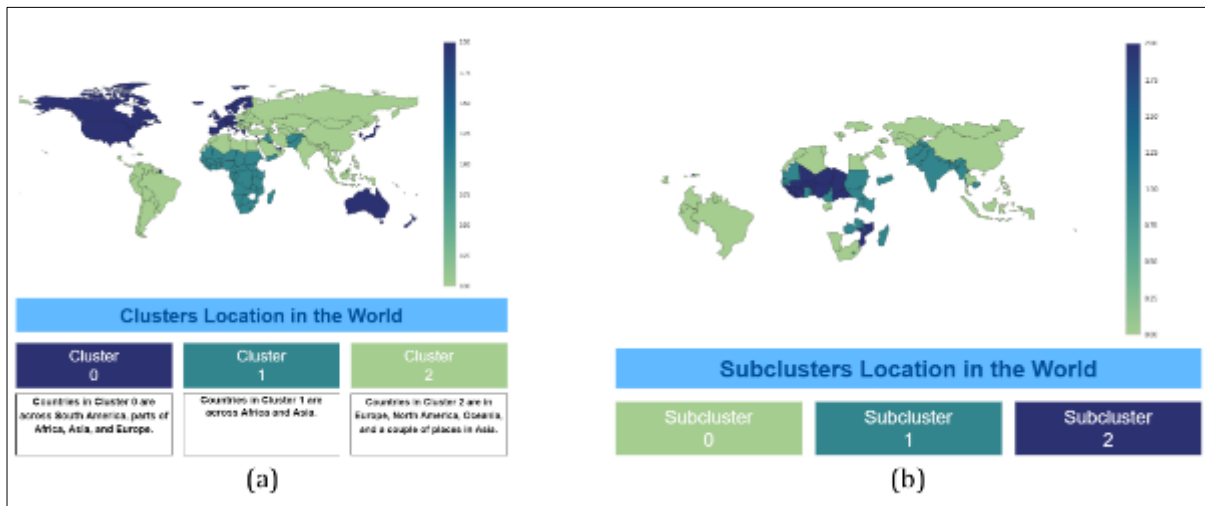 Clusters Location in the World
Cluster
0
Cluster
1
Cluster
2
Countries in Cluster 0 are
across South America, parts of
Africa, Asia, and Europe.
Countries in Cluster 1 are
across Africa and Asia.
Countries in Cluster 2 are in
Europe, North America, Oceania,
and a couple of places in Asia.
(a)
Subclusters Location in the World
Subcluster
0
Subcluster
1
Subcluster
2
(b)